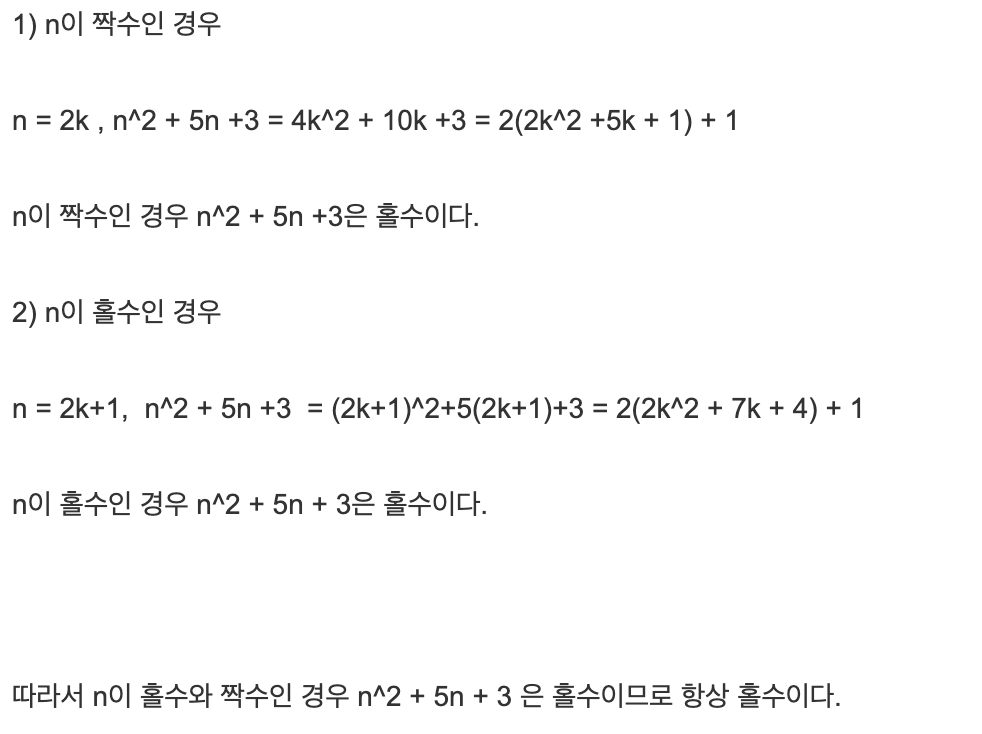 1) n이 짝수인 경우
n = 2k , n^2 + 5n +3 = 4k^2 + 10k +3 = 2(2k^2 +5k + 1) + 1
n이 짝수인 경우 n^2 + 5n +3은 홀수이다.
2) n이 홀수인 경우
n = 2k+1,  n^2 + 5n +3  = (2k+1)^2+5(2k+1)+3 = 2(2k^2 + 7k + 4) + 1
n이 홀수인 경우 n^2 + 5n + 3은 홀수이다.
따라서 n이 홀수와 짝수인 경우 n^2 + 5n + 3 은 홀수이므로 항상 홀수이다.